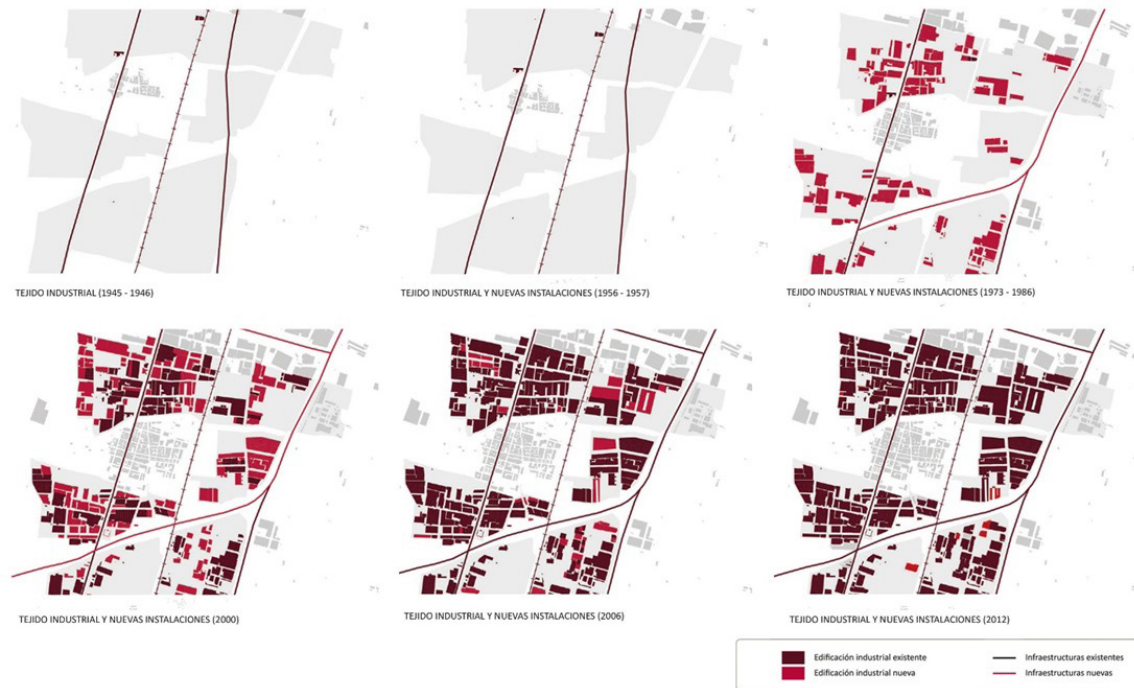 TEJIDO INDUSTRIAL (1945 - 1946)
TEJIDO INDUSTRIAL Y NUEVAS INSTALACIONES (1956 - 1957)
TEJIDO INDUSTRIAL Y NUEVAS INSTALACIONES (1973 - 1986)
TEJIDO INDUSTRIAL Y NUEVAS INSTALACIONES (2000)
TEJIDO INDUSTRIAL Y NUEVAS INSTALACIONES (2006)
TEJIDO INDUSTRIAL Y NUEVAS INSTALACIONES (2012)
Edificación industrial existente
Edificación industrial nueva
Infraestructuras existentes
Infraestructuras nuevas